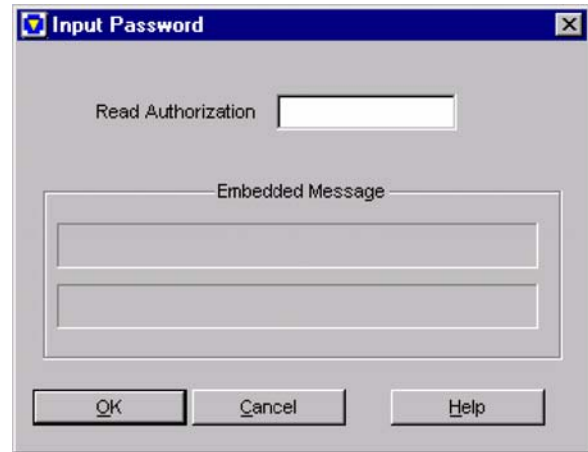 Input Password
Read Authorization
Embedded Message
OK Cancel Help